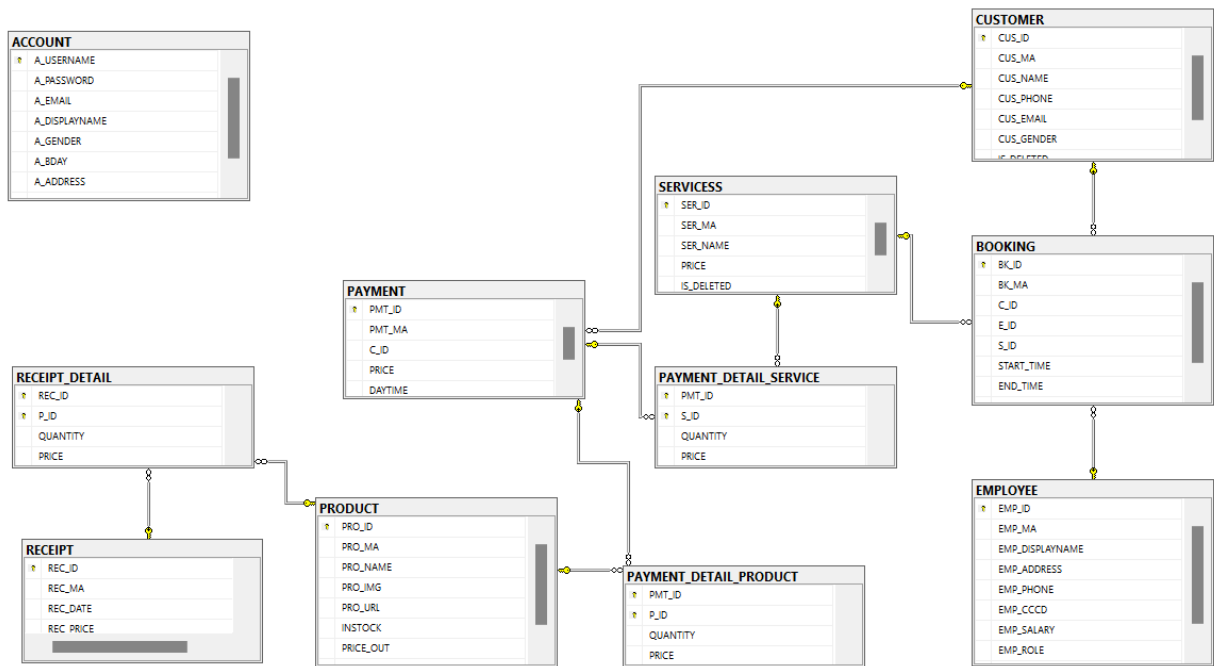 ACCOUNT
A_USERNAME
A_PASSWORD
A_EMAIL
A_DISPLAYNAME
A_GENDER
A_BDAY
A_ADDRESS
CUSTOMER
CUS_ID
CUS_MA
CUS_NAME
CUS_PHONE
CUS_EMAIL
CUS_GENDER
IS_DELETED
SERVICESS
SER_ID
SER_MA
SER_NAME
PRICE
IS_DELETED
BOOKING
BK_ID
BK_MA
C_ID
E_ID
S_ID
START_TIME
END_TIME
PAYMENT
PMT_ID
PMT_MA
C_ID
PRICE
DAYTIME
RECEIPT_DETAIL
REC_ID
P_ID
QUANTITY
PRICE
PAYMENT_DETAIL_SERVICE
PMT_ID
S_ID
QUANTITY
PRICE
EMPLOYEE
EMP_ID
EMP_MA
EMP_DISPLAYNAME
EMP_ADDRESS
EMP_PHONE
EMP_CCCD
EMP_SALARY
EMP_ROLE
PRODUCT
PRO_ID
PRO_MA
PRO_NAME
PRO_IMG
PRO_URL
INSTOCK
PRICE_OUT
RECEIPT
REC_ID
REC_MA
REC_DATE
REC_PRICE
PAYMENT_DETAIL_PRODUCT
PMT_ID
P_ID
QUANTITY
PRICE